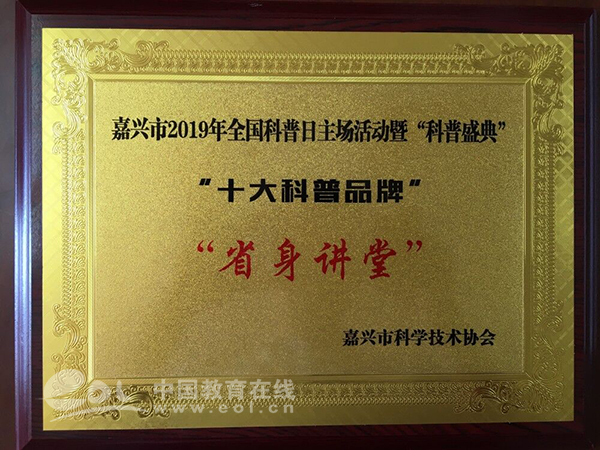 嘉兴市2019年全国科普日主场活动暨“科普盛典”
“十大科普品牌”
“省身讲堂”
嘉兴市科学技术协会
eol 中国教育在线
www.eol.cn